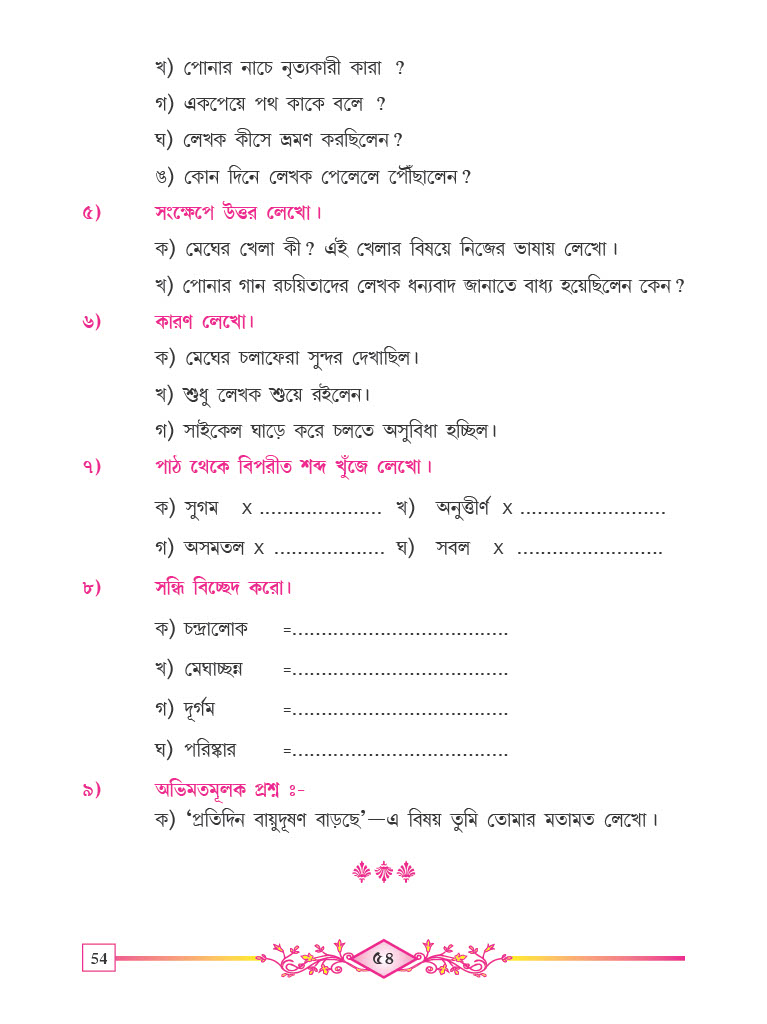 খ) পোনার নাচে নৃত্যকারী কারা ?
গ) একপেয়ে পথ কাকে বলে ?
ঘ) লেখক কীসে ভ্রমণ করছিলেন ?
ঙ) কোন দিনে লেখক পেলেলে পৌঁছালেন ?
৫) সংক্ষেপে উত্তর লেখো ।
ক) মেঘের খেলা কী ? এই খেলার বিষয়ে নিজের ভাষায় লেখো ।
খ) পোনার গান রচয়িতাদের লেখক ধন্যবাদ জানাতে বাধ্য হয়েছিলেন কেন ?
৬) কারণ লেখো।
ক) মেঘের চলাফেরা সুন্দর দেখাছিল।
খ) শুধু লেখক শুয়ে রইলেন।
গ) সাইকেল ঘাড়ে করে চলতে অসুবিধা হচ্ছিল।
৭) পাঠ থেকে বিপরীত শব্দ খুঁজে লেখো ।
ক) সুগম x ..................... খ) অনুত্তীর্ণ x .........................
গ) অসমতল x ................... ঘ) সবল x .........................
৮) সন্ধি বিচ্ছেদ করো।
ক) চন্দ্রালোক =.....................................
খ) মেঘাচ্ছন্ন =.....................................
গ) দূর্গম =.....................................
ঘ) পরিষ্কার =.....................................
৯) অভিমতমূলক প্রশ্ন ঃ-
ক) ‘প্রতিদিন বায়ুদূষণ বাড়ছে’—এ বিষয় তুমি তোমার মতামত লেখো ।
54 ৫৪